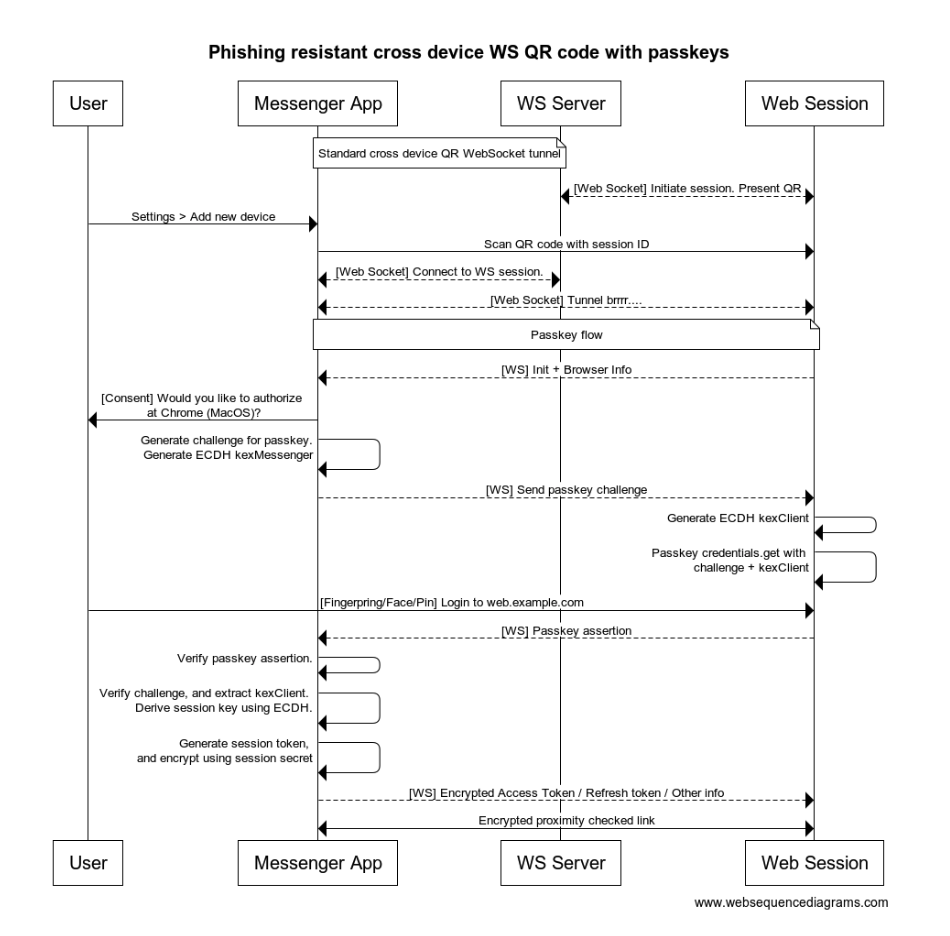 Phishing resistant cross device WS QR code with passkeys
User
Messenger App
WS Server
Web Session
Standard cross device QR WebSocket tunnel
[Web Socket] Initiate session. Present QR
Settings > Add new device
Scan QR code with session ID
[Web Socket] Connect to WS session.
[Web Socket] Tunnel brrrr....
Passkey flow
[WS] Init + Browser Info
[Consent] Would you like to authorize
at Chrome (MacOS)?
Generate challenge for passkey.
Generate ECDH kexMessenger
[WS] Send passkey challenge
Generate ECDH kexClient
Passkey credentials.get with
challenge + kexClient
[Fingerpring/Face/Pin] Login to web.example.com
[WS] Passkey assertion
Verify passkey assertion.
Verify challenge, and extract kexClient.
Derive session key using ECDH.
Generate session token,
and encrypt using session secret
[WS] Encrypted Access Token / Refresh token / Other info
Encrypted proximity checked link
User
Messenger App
WS Server
Web Session
www.websequencediagrams.com